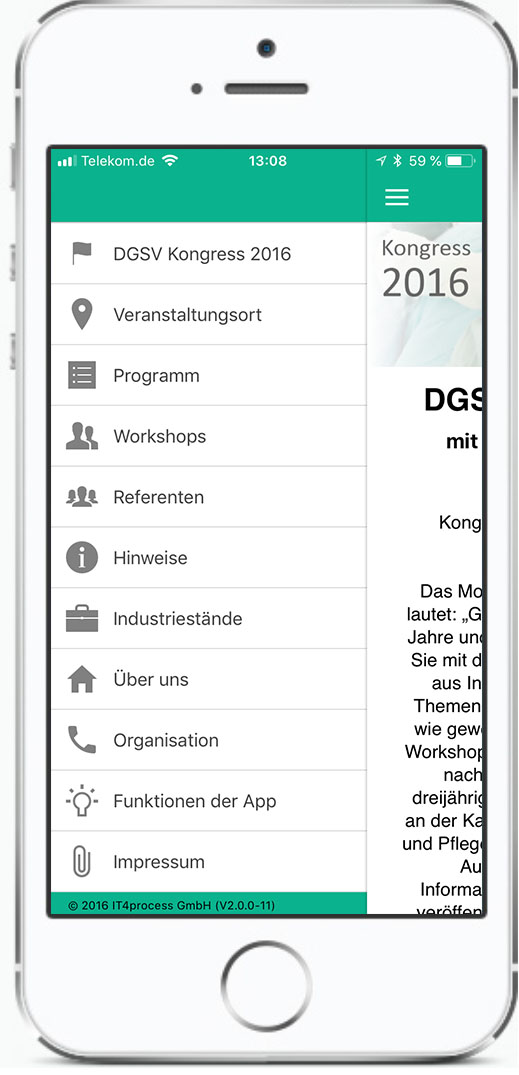 Telekom.de 13:08 59 %
DGSV Kongress 2016
Veranstaltungsort
Programm
Workshops
Referenten
Hinweise
Industriestände
Über uns
Organisation
Funktionen der App
Impressum
© 2016 IT4process GmbH (V2.0.0-11)
Kongress
2016
DGS
mit
Kong
Das Mo
lautet: „G
Jahre und
Sie mit d
aus In
Themen
wie gew
Workshop
nach
dreijährig
an der Ka
und Pfleg
Au
Informa
veröffen